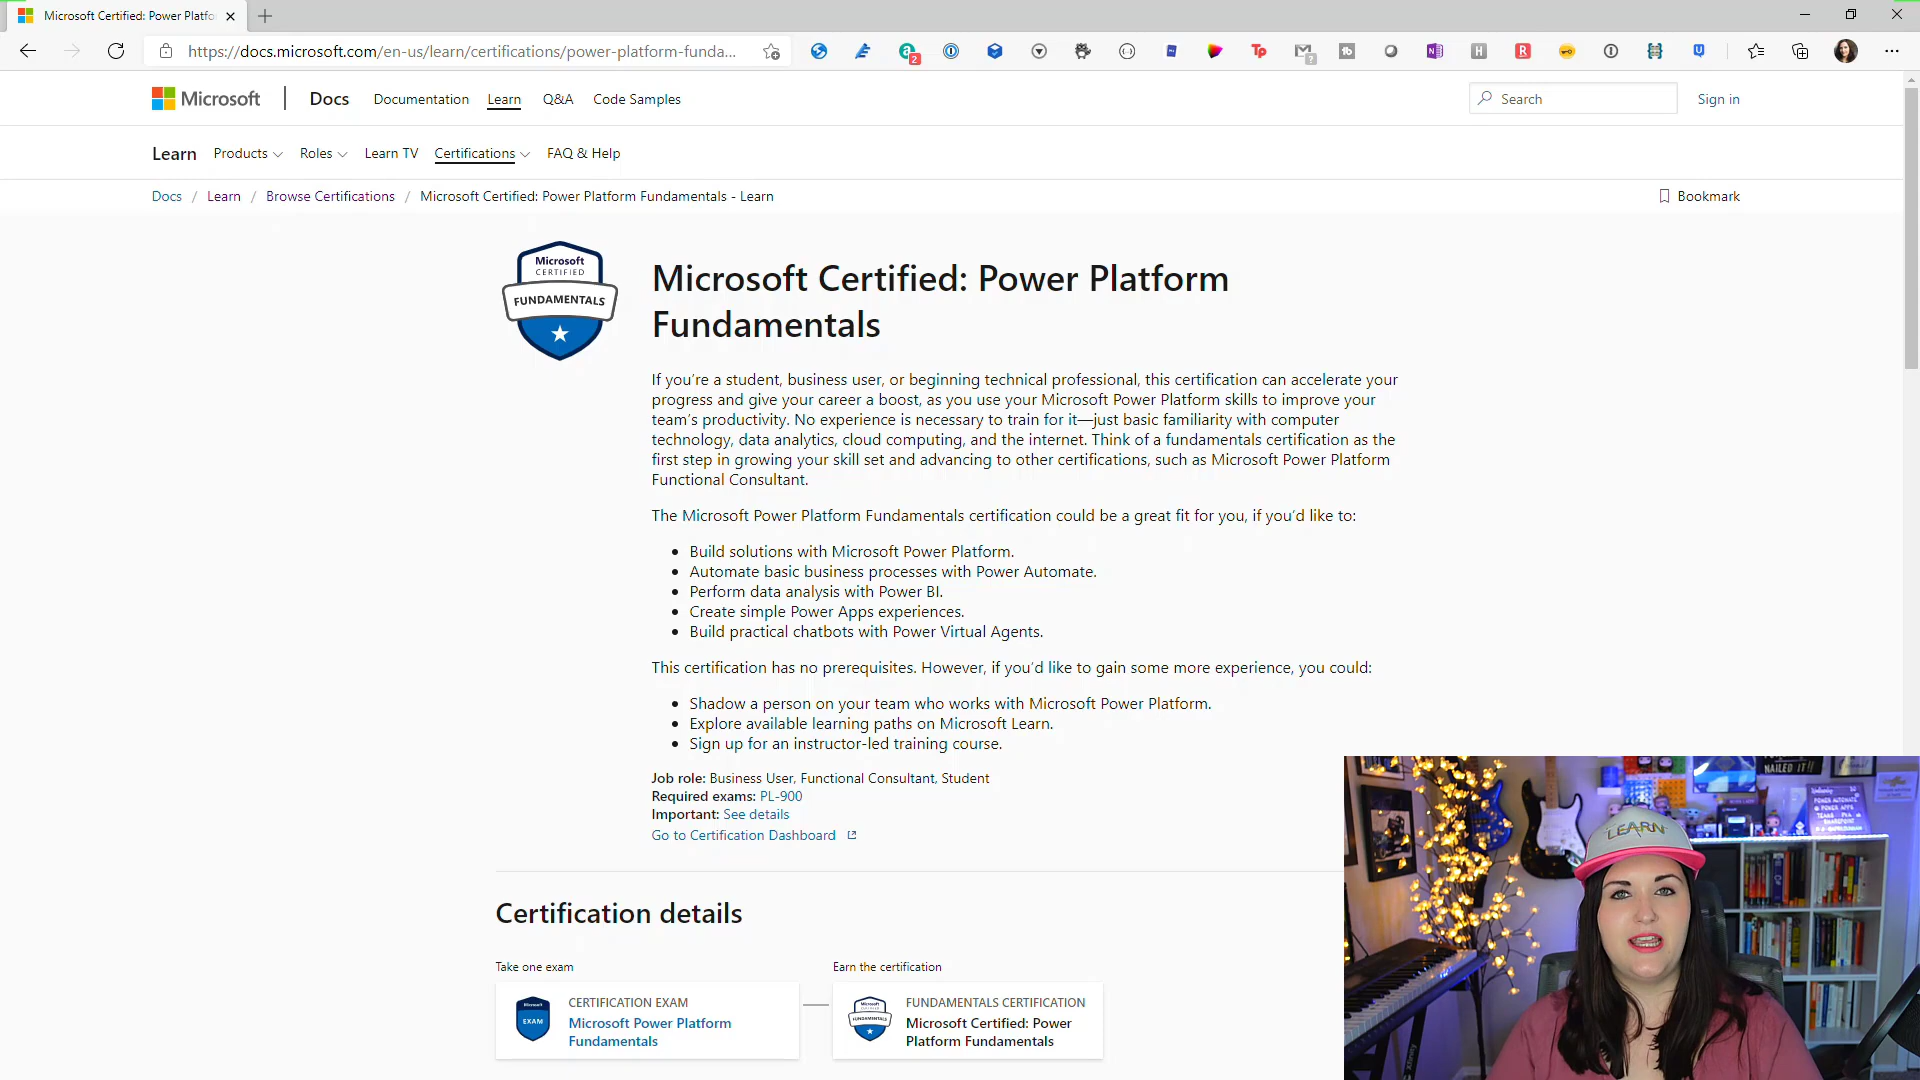 Microsoft Certified: Power Platfo
https://docs.microsoft.com/en-us/learn/certifications/power-platform-funda...
2
Microsoft
Docs
Documentation
Learn
Q&A
Code Samples
Search
Sign in
Learn
Products
Roles
Learn TV
Certifications
FAQ & Help
Docs / Learn / Browse Certifications / Microsoft Certified: Power Platform Fundamentals - Learn
Bookmark
Microsoft
CERTIFIED
FUNDAMENTALS
Microsoft Certified: Power Platform
Fundamentals
If you're a student, business user, or beginning technical professional, this certification can accelerate your
progress and give your career a boost, as you use your Microsoft Power Platform skills to improve your
team's productivity. No experience is necessary to train for it—just basic familiarity with computer
technology, data analytics, cloud computing, and the internet. Think of a fundamentals certification as the
first step in growing your skill set and advancing to other certifications, such as Microsoft Power Platform
Functional Consultant.
The Microsoft Power Platform Fundamentals certification could be a great fit for you, if you'd like to:
Build solutions with Microsoft Power Platform.
Automate basic business processes with Power Automate.
Perform data analysis with Power BI.
Create simple Power Apps experiences.
Build practical chatbots with Power Virtual Agents.
This certification has no prerequisites. However, if you'd like to gain some more experience, you could:
Shadow a person on your team who works with Microsoft Power Platform.
Explore available learning paths on Microsoft Learn.
Sign up for an instructor-led training course.
Job role: Business User, Functional Consultant, Student
Required exams: PL-900
Important: See details
Go to Certification Dashboard
Certification details
Take one exam
Earn the certification
EXAM
CERTIFICATION EXAM
Microsoft Power Platform
Fundamentals
FUNDAMENTALS CERTIFICATION
Microsoft Certified: Power
Platform Fundamentals
NAILED IT!
LEARN